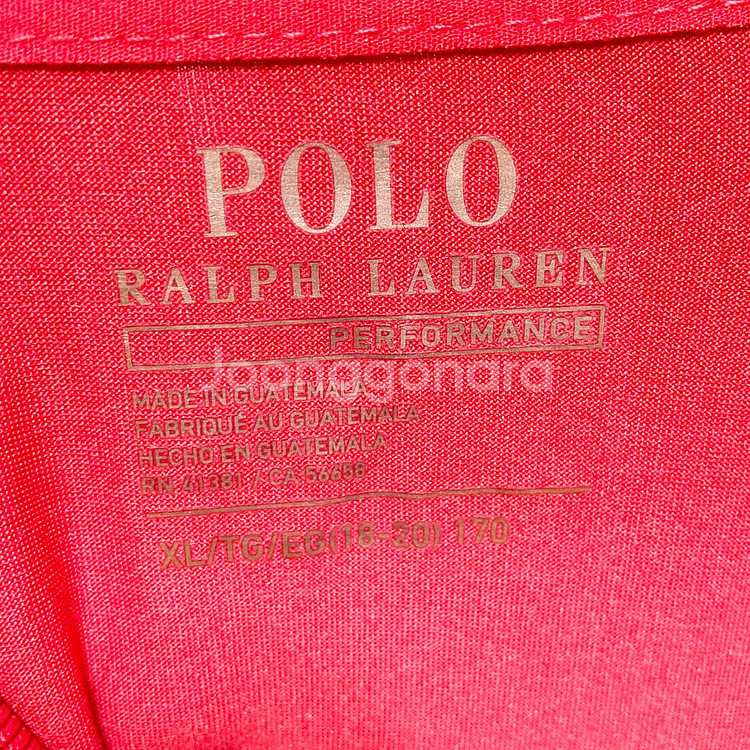 POLO
RALPH LAUREN
PERFORMANCE
Joonggonara
MADE IN GUATEMALA
FABRIQUÉ AU GUATEMALA
HECHO EN GUATEMALA
RN 41381 / CA 56658
XL/TG/EG(18-20) 170